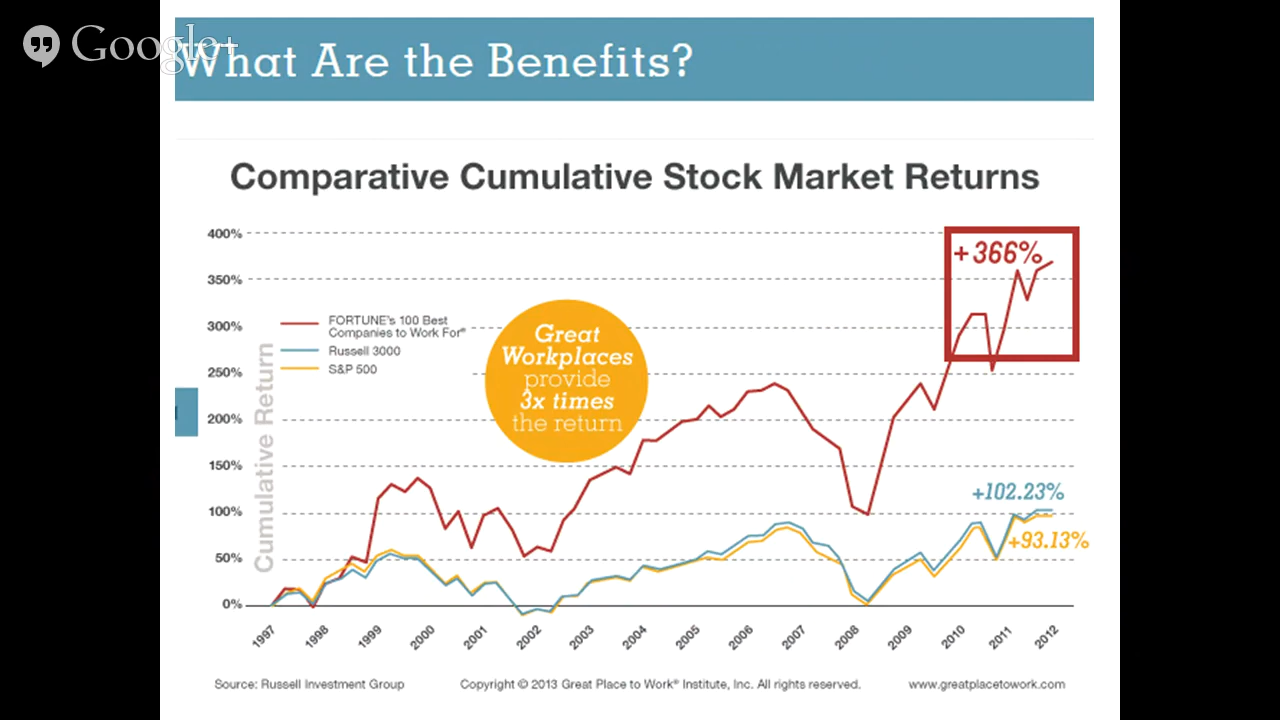 Google+
What Are the Benefits?
Comparative Cumulative Stock Market Returns
400%
350%
300%
250%
200%
150%
100%
50%
0%
Cumulative Return
FORTUNE's 100 Best
Companies to Work For®
Russell 3000
S&P 500
Great
Workplaces
provide
3x times
the return
+366%
+102.23%
+93.13%
1997
1998
1999
2000
2001
2002
2003
2004
2005
2006
2007
2008
2009
2010
2011
2012
Source: Russell Investment Group
Copyright © 2013 Great Place to Work® Institute, Inc. All rights reserved.
www.greatplacetowork.com